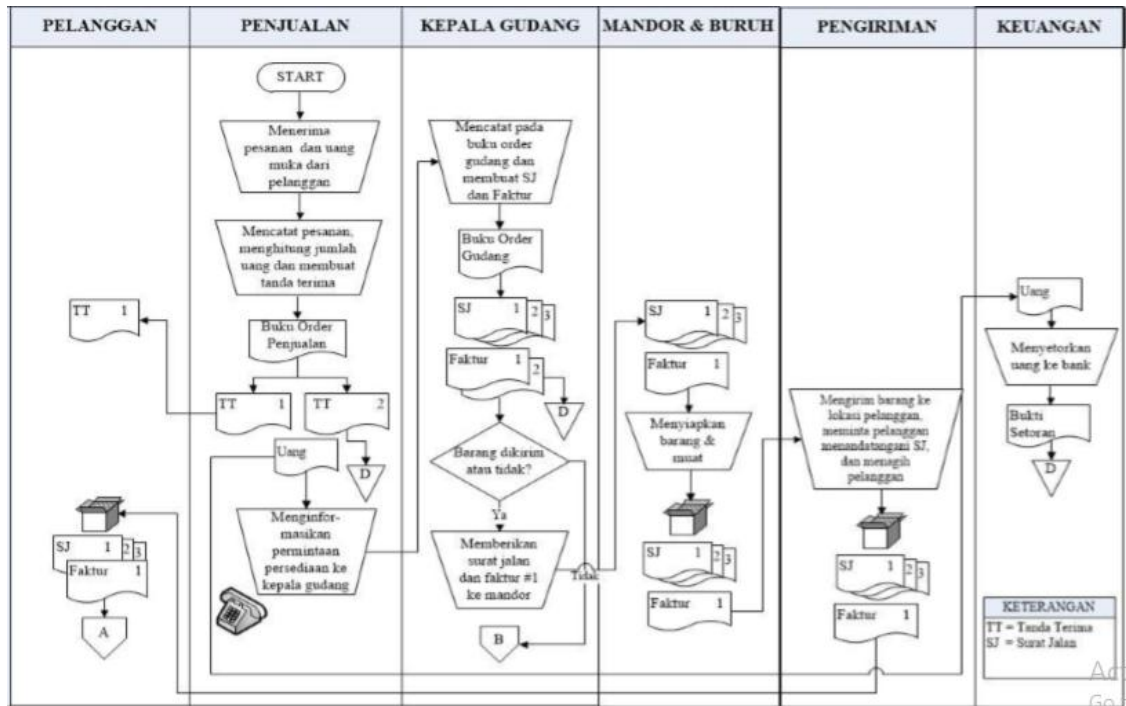 PELANGGAN
PENJUALAN
KEPALA GUDANG
MANDOR & BURUH
PENGIRIMAN
KEUANGAN
TT 1
SJ 1 2 3
Faktur 1
A
START
Menerima
pesanan dan uang
muka dari
pelanggan
Mencatat pesanan,
menghitung jumlah
uang dan membuat
tanda terima
Buku Order
Penjualan
TT 1
TT 2
Uang
D
Menginfor-
masikan
permintaan
persediaan ke
kepala gudang
Mencatat pada
buku order
gudang dan
membuat SJ
dan Faktur
Buku Order
Gudang
SJ 1 2 3
Faktur 1 2
D
Barang dikirim
atau tidak?
Ya
Tidak
Memberikan
surat jalan
dan faktur #1
ke mandor
B
SJ 1 2 3
Faktur 1
Menyiapkan
barang &
muat
SJ 1 2 3
Faktur 1
Mengirim barang ke
lokasi pelanggan,
meminta pelanggan
menandatangani SJ,
dan menagih
pelanggan
SJ 1 2 3
Faktur 1
Uang
Menyetorkan
uang ke bank
Bukti
Setoran
D
KETERANGAN
TT = Tanda Terima
SJ = Surat Jalan
Ac
Go